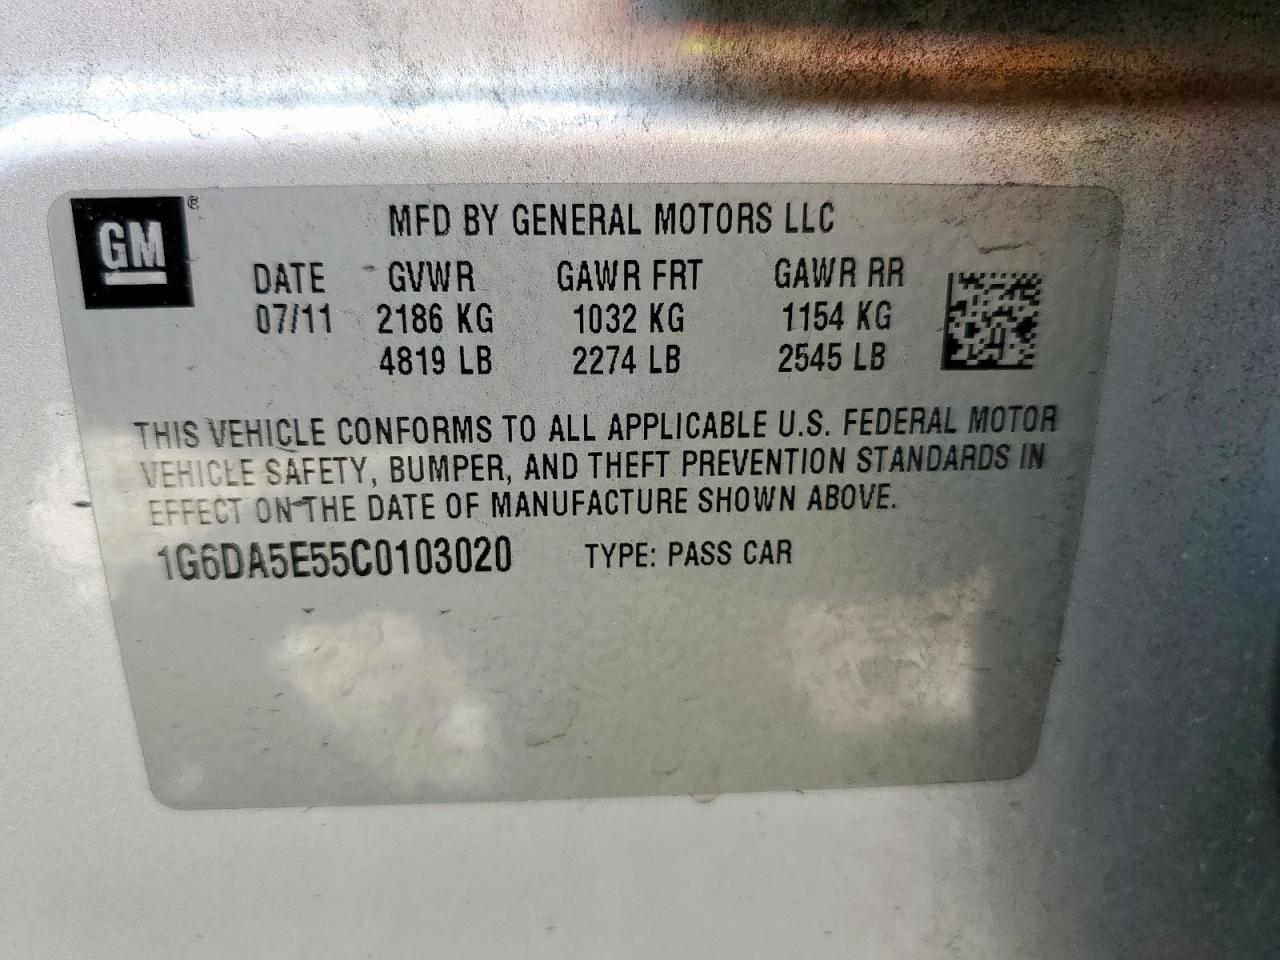 GM
MFD BY GENERAL MOTORS LLC
DATE GVWR GAWR FRT GAWR RR
07/11 2186 KG 1032 KG 1154 KG
4819 LB 2274 LB 2545 LB
THIS VEHICLE CONFORMS TO ALL APPLICABLE U.S. FEDERAL MOTOR
VEHICLE SAFETY, BUMPER, AND THEFT PREVENTION STANDARDS IN
EFFECT ON THE DATE OF MANUFACTURE SHOWN ABOVE.
1G6DA5E55C0103020 TYPE: PASS CAR